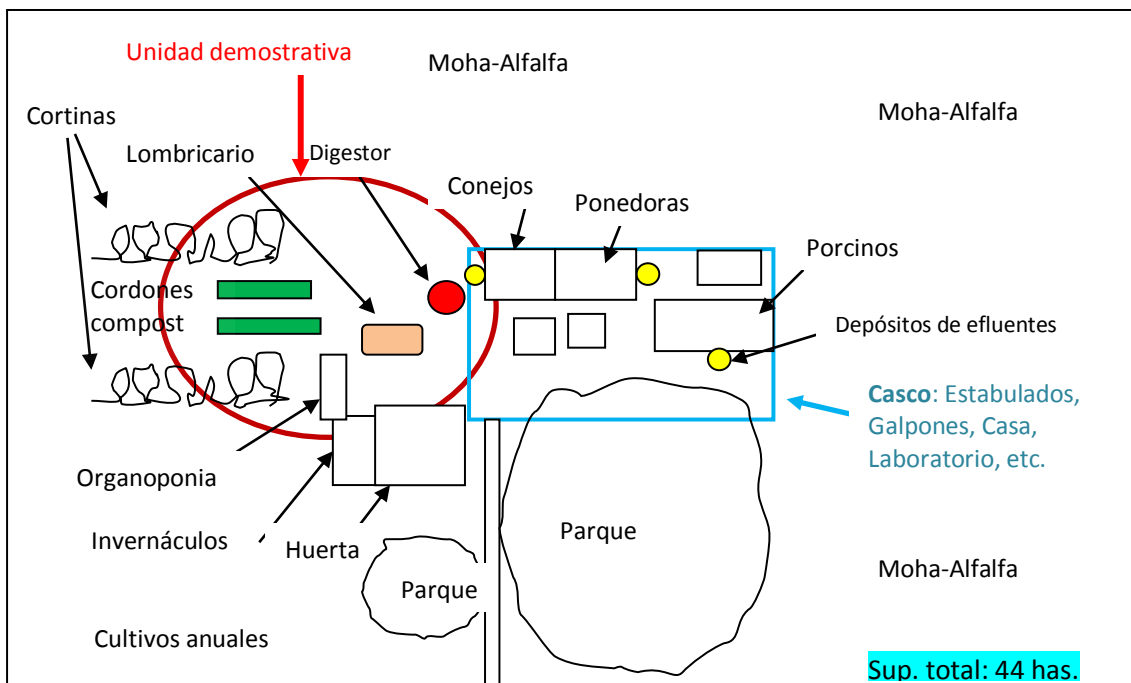 Unidad demostrativa
Moha-Alfalfa
Moha-Alfalfa
Cortinas
Lombricario
Digestor
Conejos
Ponedoras
Porcinos
Cordones
compost
Depósitos de efluentes
Casco: Estabulados,
Galpones, Casa,
Laboratorio, etc.
Organoponia
Invernáculos
Huerta
Parque
Parque
Moha-Alfalfa
Cultivos anuales
Sup. total: 44 has.